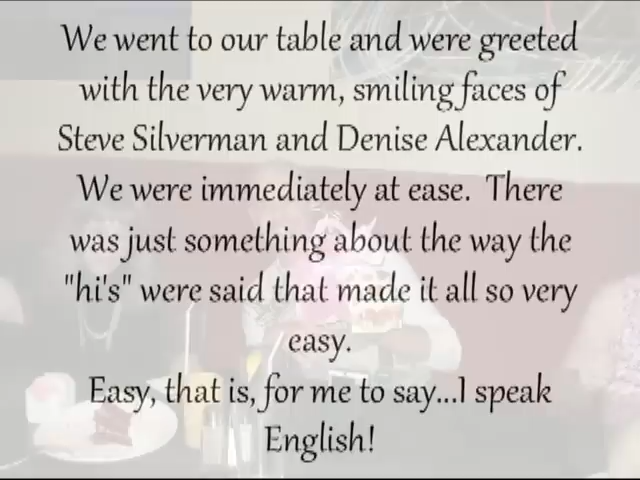 We went to our table and were greeted
with the very warm, smiling faces of
Steve Silverman and Denise Alexander.
We were immediately at ease.  There
was just something about the way the
"hi's" were said that made it all so very
easy.
Easy, that is, for me to say...I speak
English!